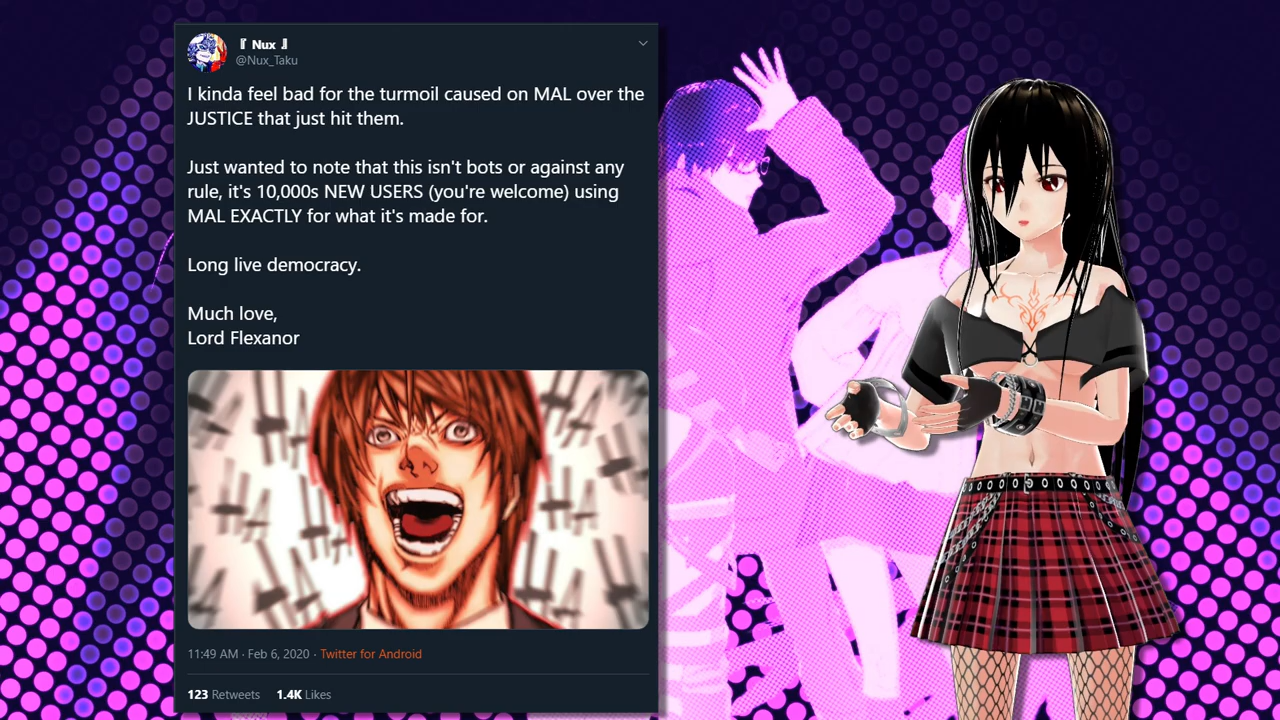 『 Nux 』
@Nux_Taku
I kinda feel bad for the turmoil caused on MAL over the
JUSTICE that just hit them.
Just wanted to note that this isn't bots or against any
rule, it's 10,000s NEW USERS (you're welcome) using
MAL EXACTLY for what it's made for.
Long live democracy.
Much love,
Lord Flexanor
11:49 AM · Feb 6, 2020 · Twitter for Android
123 Retweets 1.4K Likes